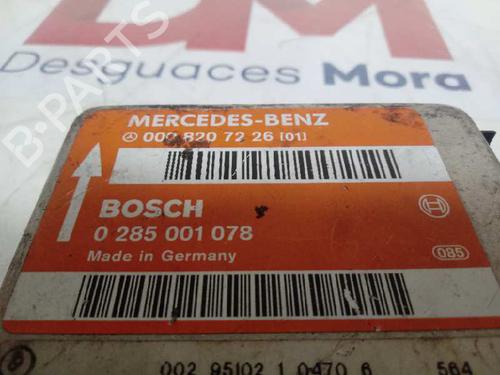 Desguaces Mora
B-PARTS
MERCEDES-BENZ
000 820 72 26 [01]
BOSCH
0 285 001 078
Made in Germany
085
002 95102 1 0470 6 564